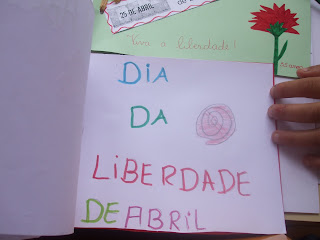 25 DE ABRIL
Viva a liberdade!
DIA
DA
LIBERDADE
DE ABRIL